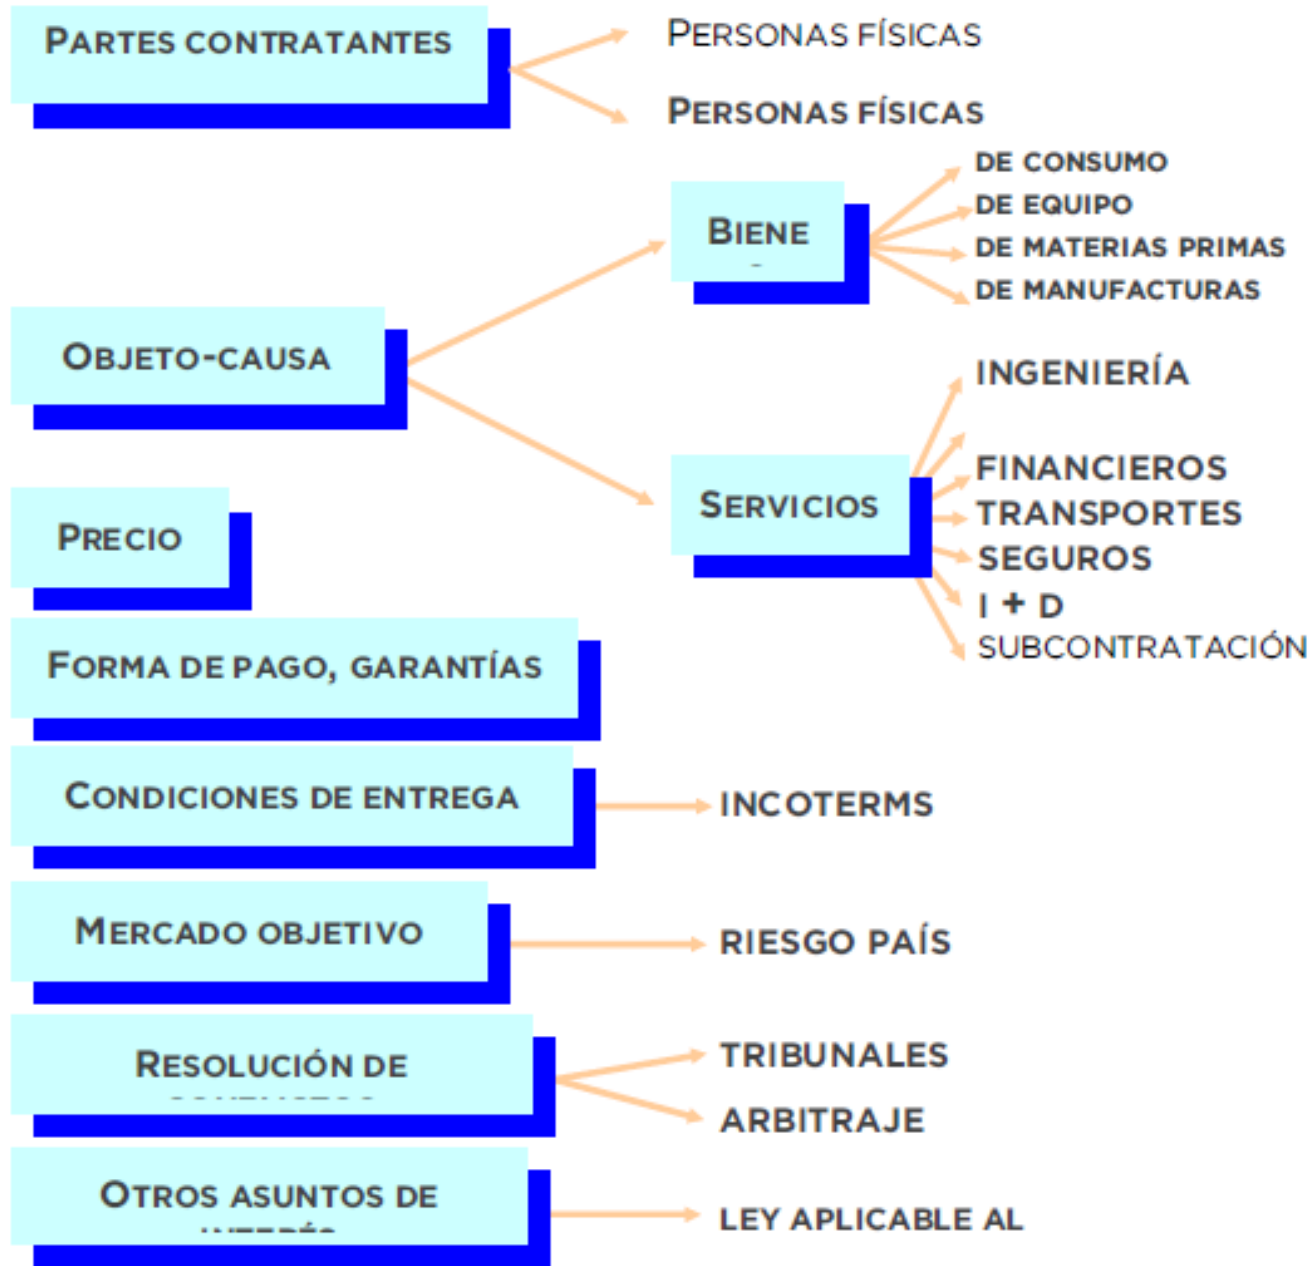 PARTES CONTRATANTES
PERSONAS FÍSICAS
PERSONAS FÍSICAS
OBJETO-CAUSA
BIENE
DE CONSUMO
DE EQUIPO
DE MATERIAS PRIMAS
DE MANUFACTURAS
SERVICIOS
INGENIERÍA
FINANCIEROS
TRANSPORTES
SEGUROS
I + D
SUBCONTRATACIÓN
PRECIO
FORMA DE PAGO, GARANTÍAS
CONDICIONES DE ENTREGA
INCOTERMS
MERCADO OBJETIVO
RIESGO PAÍS
RESOLUCIÓN DE
TRIBUNALES
ARBITRAJE
OTROS ASUNTOS DE
LEY APLICABLE AL